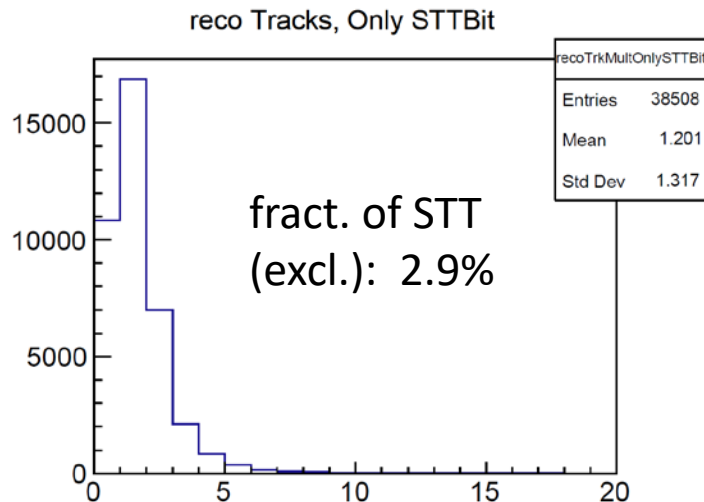 reco Tracks, Only STTBit
recoTrkMultOnlySTTBit
Entries 38508
Mean 1.201
Std Dev 1.317
15000
10000
5000
0
fract. of STT
(excl.): 2.9%
0 5 10 15 20